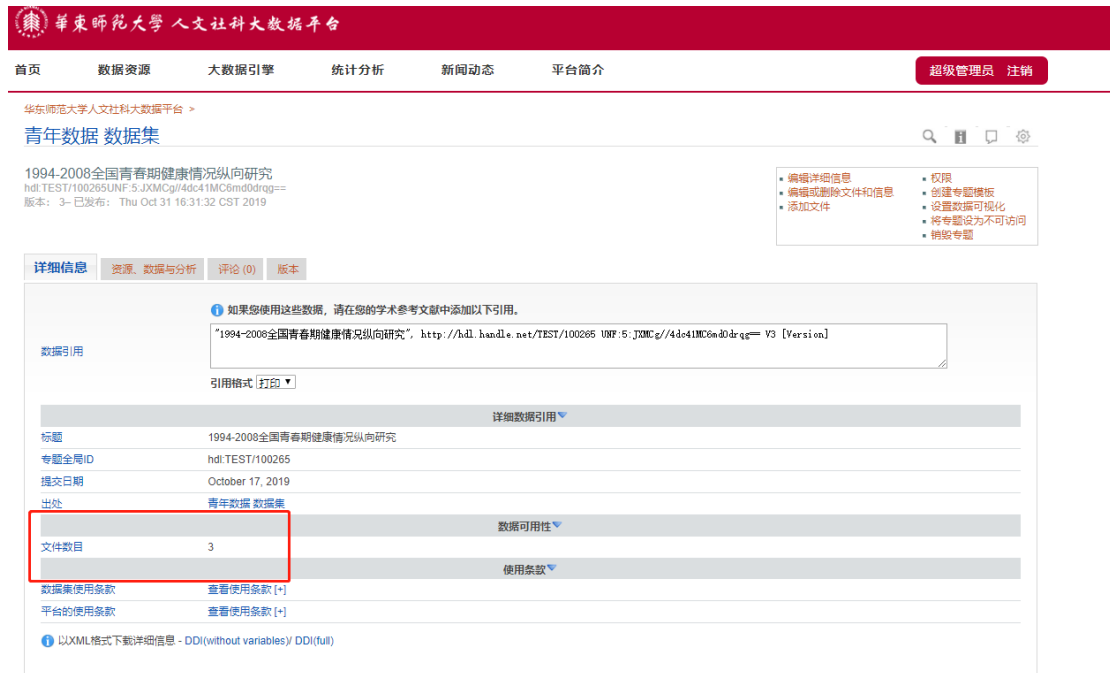 華東師範大學 人文社科大数据平台
首页 数据资源 大数据引擎 统计分析 新闻动态 平台简介 超级管理员 注销
华东师范大学人文社科大数据平台 >
青年数据 数据集
1994-2008全国青春期健康情况纵向研究
hdl:TEST/100265UNF:5:JXMCg//4dc41MC6md0drqg==
版本: 3– 已发布: Thu Oct 31 16:31:32 CST 2019
编辑详细信息
编辑或删除文件和信息
添加文件
权限
创建专题模板
设置数据可视化
将专题设为不可访问
销毁专题
详细信息 资源、数据与分析 评论 (0) 版本
如果您使用这些数据，请在您的学术参考文献中添加以下引用。
数据引用
"1994-2008全国青春期健康情况纵向研究", http://hdl.handle.net/TEST/100265 UNF:5:JXMCg//4dc41MC6md0drqg== V3 [Version]
引用格式 打印
详细数据引用
标题 1994-2008全国青春期健康情况纵向研究
专题全局ID hdl:TEST/100265
提交日期 October 17, 2019
出处 青年数据 数据集
数据可用性
文件数目 3
使用条款
数据集使用条款 查看使用条款 [+]
平台的使用条款 查看使用条款 [+]
以XML格式下载详细信息 - DDI(without variables)/ DDI(full)